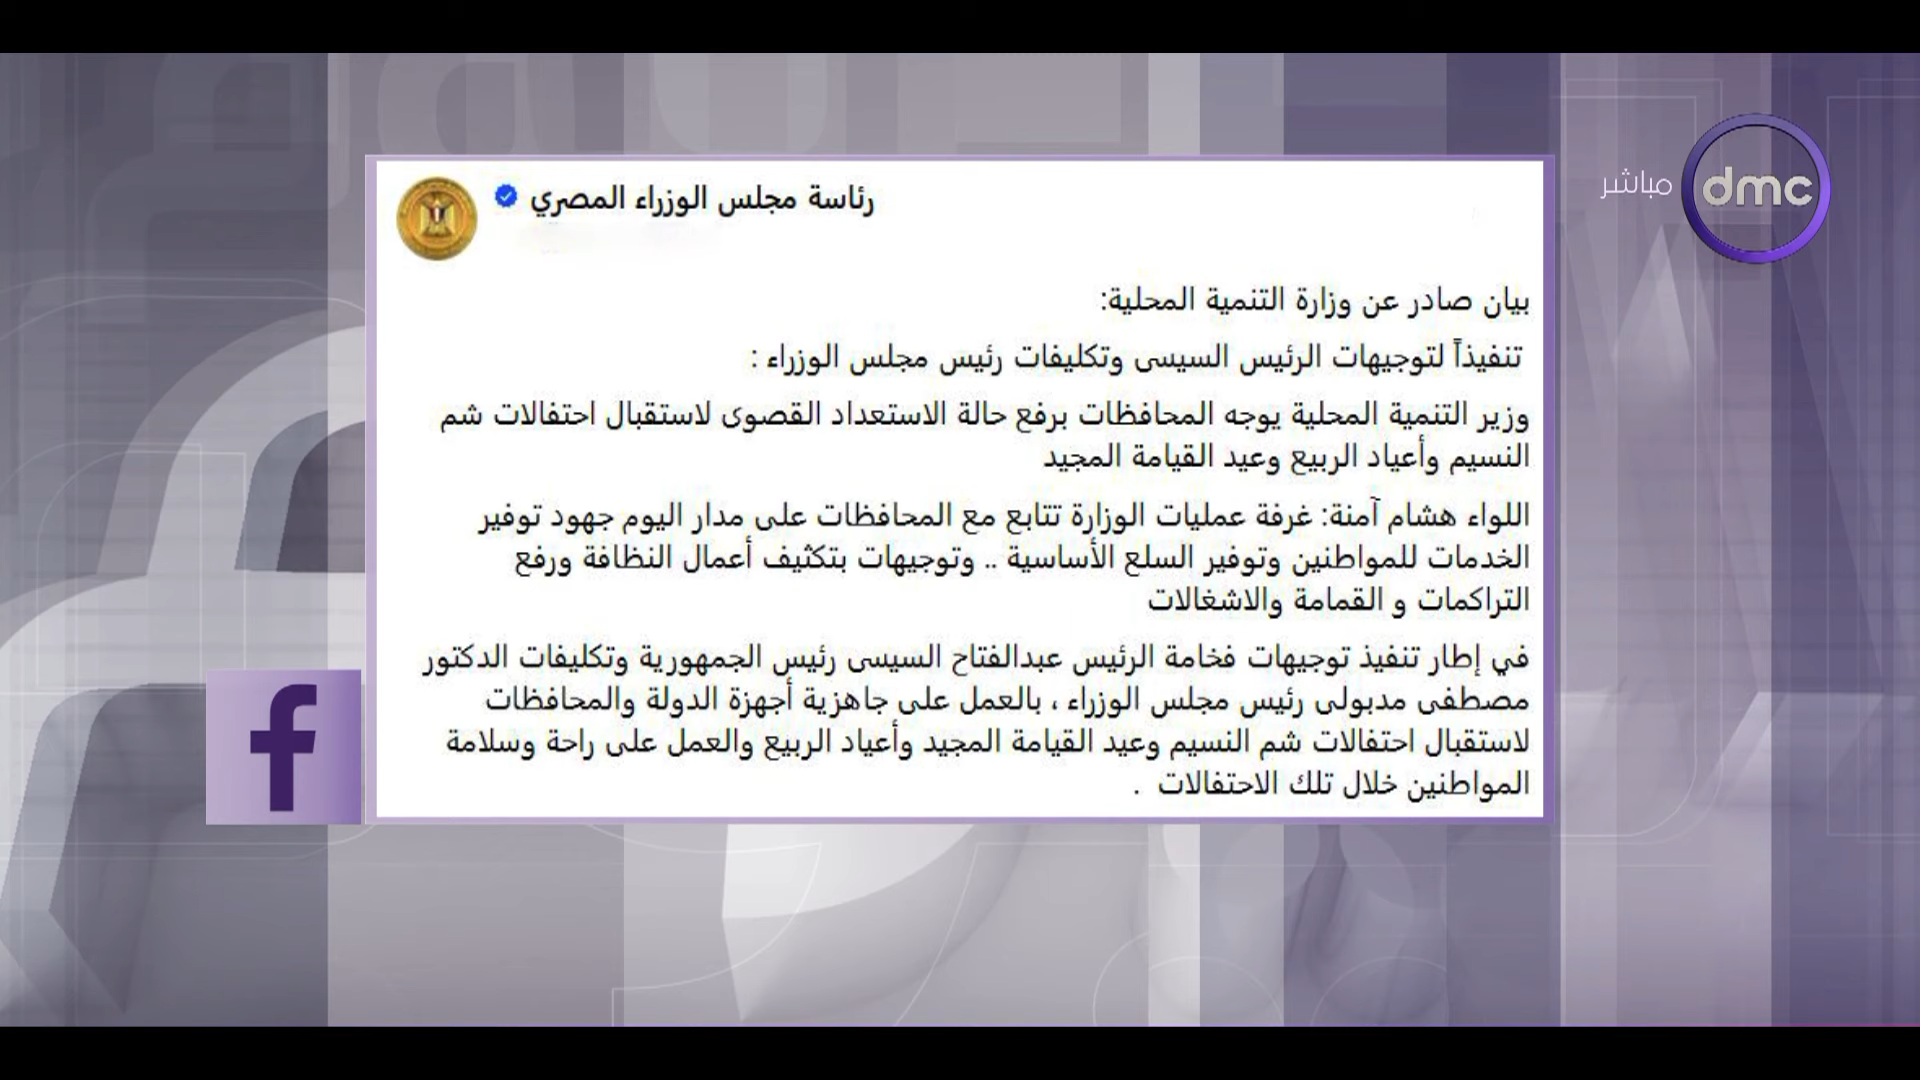 مباشر
dmc
رئاسة مجلس الوزراء المصري
بيان صادر عن وزارة التنمية المحلية:
تنفيذاً لتوجيهات الرئيس السيسى وتكليفات رئيس مجلس الوزراء :
وزير التنمية المحلية يوجه المحافظات برفع حالة الاستعداد القصوى لاستقبال احتفالات شم
النسيم وأعياد الربيع وعيد القيامة المجيد
اللواء هشام آمنة: غرفة عمليات الوزارة تتابع مع المحافظات على مدار اليوم جهود توفير
الخدمات للمواطنين وتوفير السلع الأساسية .. وتوجيهات بتكثيف أعمال النظافة ورفع
التراكمات و القمامة والاشغالات
في إطار تنفيذ توجيهات فخامة الرئيس عبدالفتاح السيسى رئيس الجمهورية وتكليفات الدكتور
مصطفى مدبولى رئيس مجلس الوزراء ، بالعمل على جاهزية أجهزة الدولة والمحافظات
لاستقبال احتفالات شم النسيم وعيد القيامة المجيد وأعياد الربيع والعمل على راحة وسلامة
المواطنين خلال تلك الاحتفالات .
f